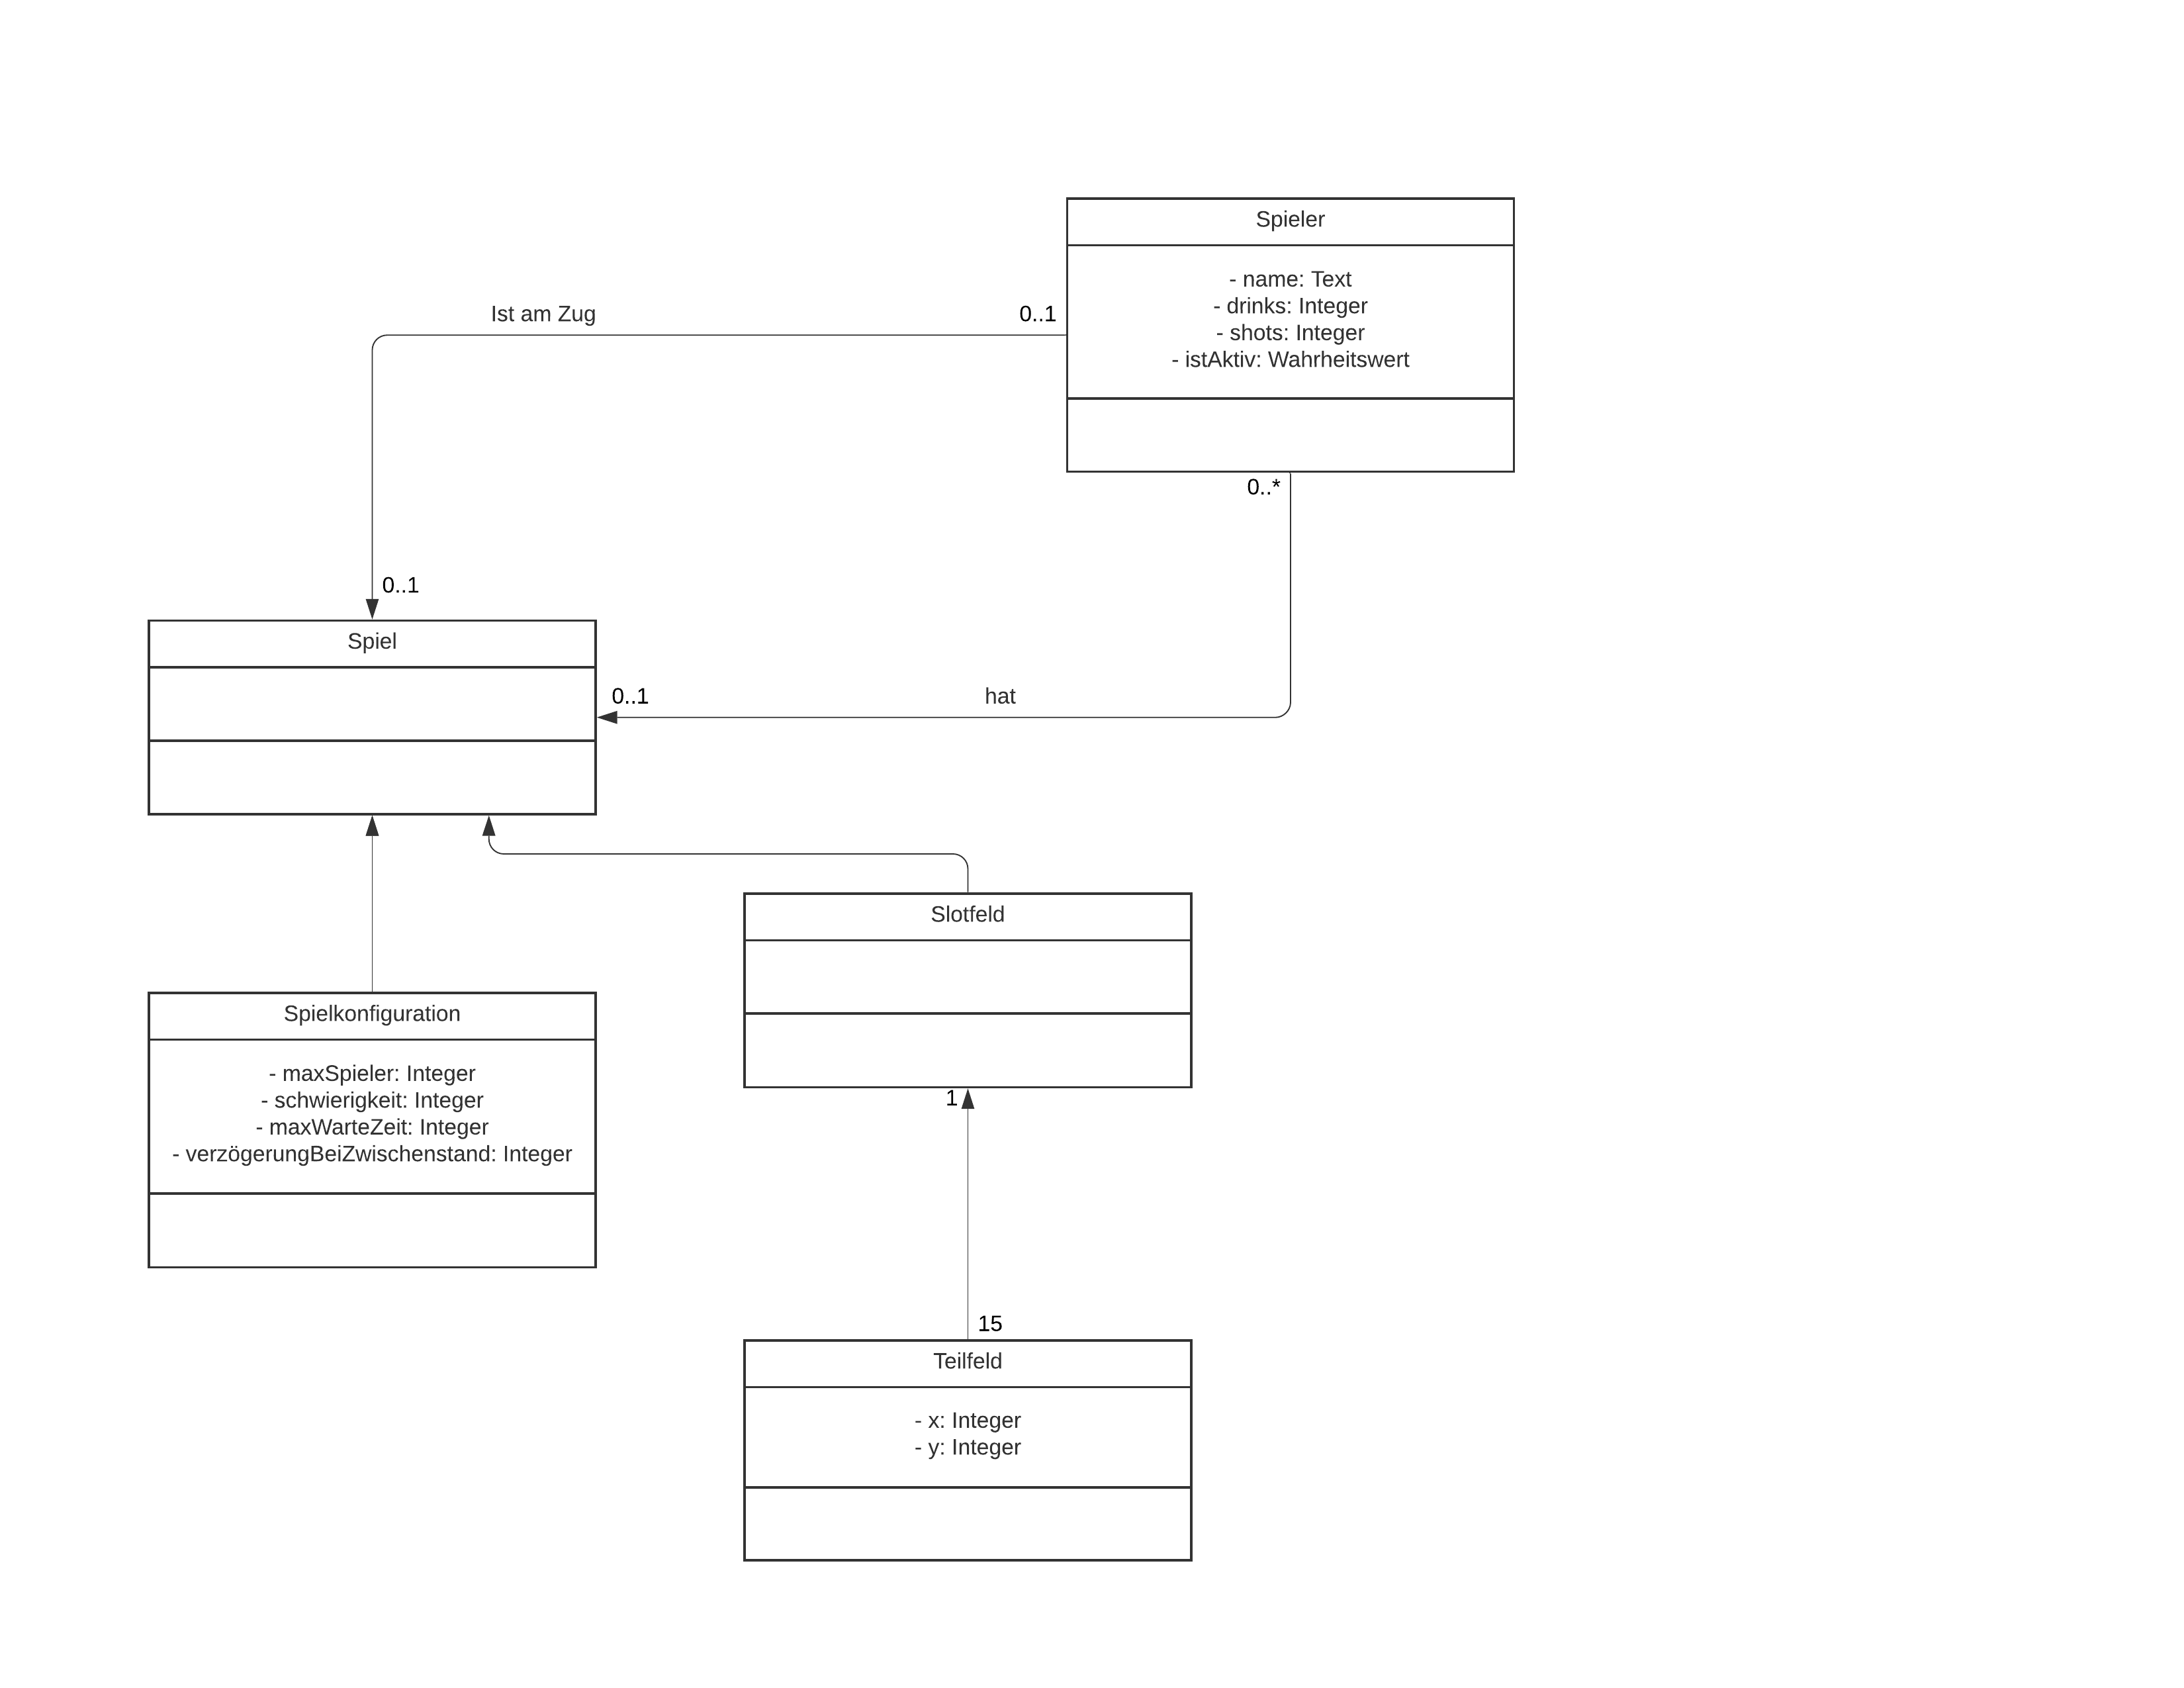 Spieler
- name: Text
- drinks: Integer
- shots: Integer
- istAktiv: Wahrheitswert
Ist am Zug
0..1
0..*
0..1
Spiel
0..1
hat
Slotfeld
Spielkonfiguration
- maxSpieler: Integer
- schwierigkeit: Integer
- maxWarteZeit: Integer
- verzögerungBeiZwischenstand: Integer
1
15
Teilfeld
- x: Integer
- y: Integer